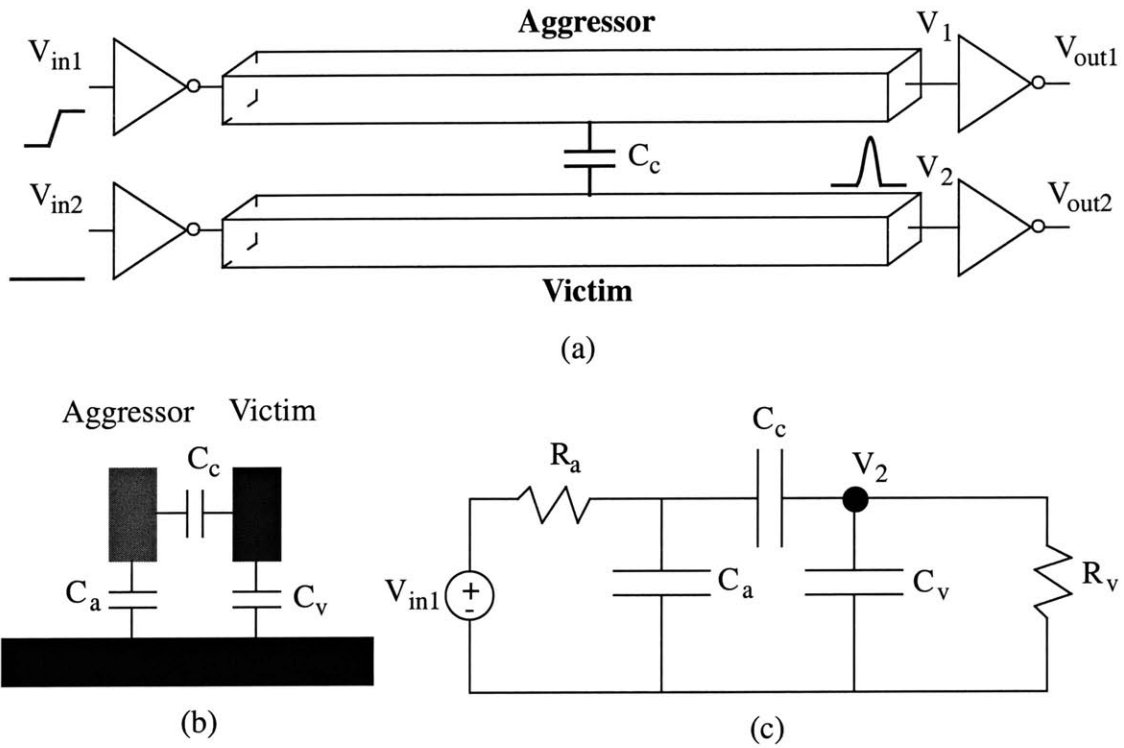 Aggressor
V_in1
V_1
V_out1
C_c
V_in2
V_2
V_out2
Victim
(a)
Aggressor Victim
C_c
C_a
C_v
(b)
R_a
C_c
V_2
V_in1
+
-
C_a
C_v
R_v
(c)